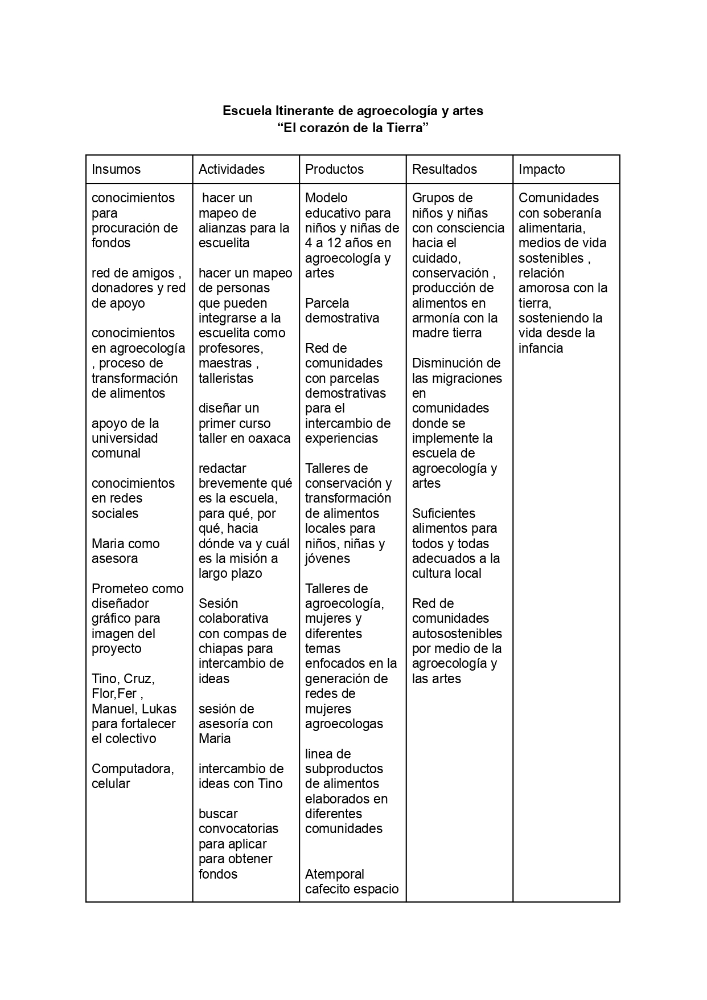 Escuela Itinerante de agroecología y artes
“El corazón de la Tierra”
Insumos
Actividades
Productos
Resultados
Impacto
conocimientos
para
procuración de
fondos
red de amigos ,
donadores y red
de apoyo
conocimientos
en agroecología
, proceso de
transformación
de alimentos
apoyo de la
universidad
comunal
conocimientos
en redes
sociales
Maria como
asesora
Prometeo como
diseñador
gráfico para
imagen del
proyecto
Tino, Cruz,
Flor,Fer ,
Manuel, Lukas
para fortalecer
el colectivo
Computadora,
celular
hacer un
mapeo de
alianzas para la
escuelita
hacer un mapeo
de personas
que pueden
integrarse a la
escuelita como
profesores,
maestras ,
talleristas
diseñar un
primer curso
taller en oaxaca
redactar
brevemente qué
es la escuela,
para qué, por
qué, hacia
dónde va y cuál
es la misión a
largo plazo
Sesión
colaborativa
con compas de
chiapas para
intercambio de
ideas
sesión de
asesoría con
Maria
intercambio de
ideas con Tino
buscar
convocatorias
para aplicar
para obtener
fondos
Modelo
educativo para
niños y niñas de
4 a 12 años en
agroecología y
artes
Parcela
demostrativa
Red de
comunidades
con parcelas
demostrativas
para el
intercambio de
experiencias
Talleres de
conservación y
transformación
de alimentos
locales para
niños, niñas y
jóvenes
Talleres de
agroecología,
mujeres y
diferentes
temas
enfocados en la
generación de
redes de
mujeres
agroecologas
linea de
subproductos
de alimentos
elaborados en
diferentes
comunidades
Atemporal
cafecito espacio
Grupos de
niños y niñas
con consciencia
hacia el
cuidado,
conservación ,
producción de
alimentos en
armonía con la
madre tierra
Disminución de
las migraciones
en
comunidades
donde se
implemente la
escuela de
agroecología y
artes
Suficientes
alimentos para
todos y todas
adecuados a la
cultura local
Red de
comunidades
autosostenibles
por medio de la
agroecología y
las artes
Comunidades
con soberanía
alimentaria,
medios de vida
sostenibles ,
relación
amorosa con la
tierra,
sosteniendo la
vida desde la
infancia